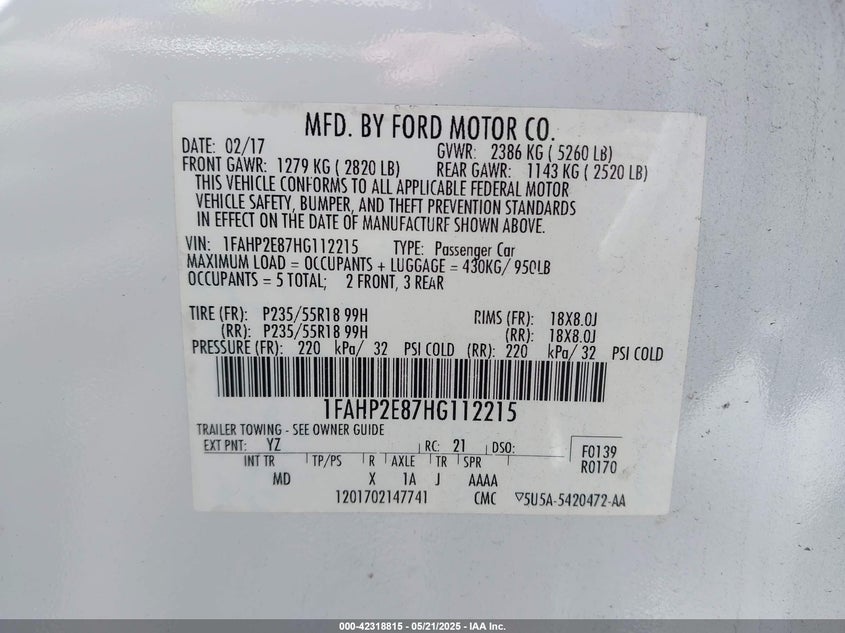 MFD. BY FORD MOTOR CO.
DATE: 02/17 GVWR: 2386 KG ( 5260 LB)
FRONT GAWR: 1279 KG ( 2820 LB) REAR GAWR: 1143 KG ( 2520 LB)
THIS VEHICLE CONFORMS TO ALL APPLICABLE FEDERAL MOTOR
VEHICLE SAFETY, BUMPER, AND THEFT PREVENTION STANDARDS
IN EFFECT ON THE DATE OF MANUFACTURE SHOWN ABOVE.
VIN: 1FAHP2E87HG112215 TYPE: Passenger Car
MAXIMUM LOAD = OCCUPANTS + LUGGAGE = 430KG/ 950LB
OCCUPANTS = 5 TOTAL; 2 FRONT, 3 REAR
TIRE (FR): P235/55R18 99H RIMS (FR): 18X8.0J
(RR): P235/55R18 99H (RR): 18X8.0J
PRESSURE (FR): 220 kPa/ 32 PSI COLD (RR): 220 kPa/ 32 PSI COLD
1FAHP2E87HG112215
TRAILER TOWING - SEE OWNER GUIDE
EXT PNT: YZ RC: 21 DSO: F0139
INT TR TP/PS R AXLE TR SPR R0170
MD X 1A J AAAA
1201702147741 CMC ▽5U5A-5420472-AA
000-42318815 - 05/21/2025 - IAA Inc.